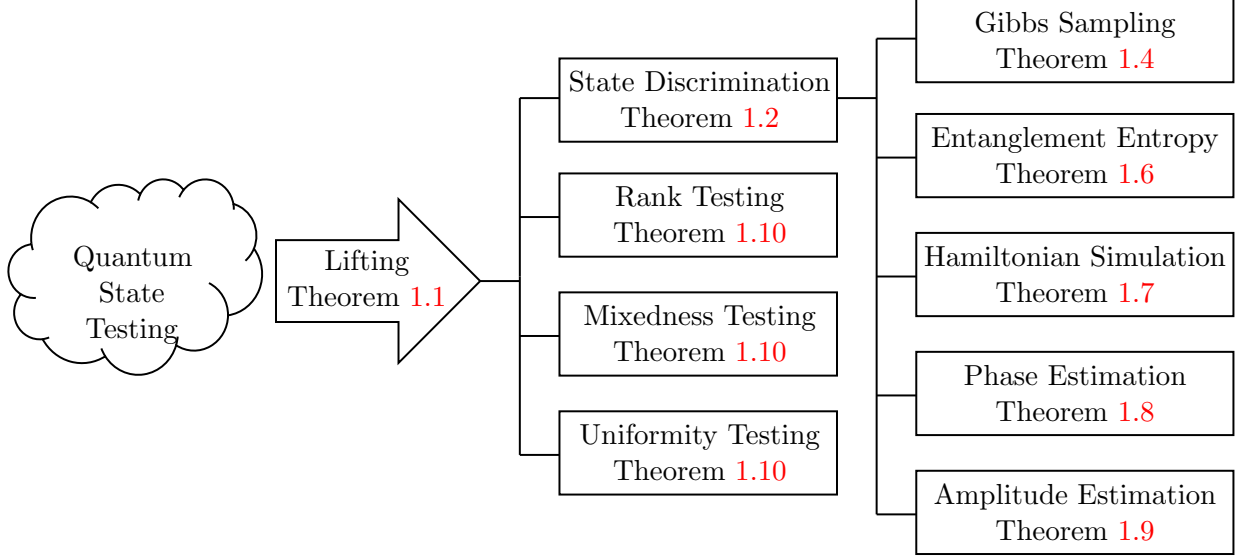 Quantum
State
Testing
Lifting
Theorem 1.1
State Discrimination
Theorem 1.2
Rank Testing
Theorem 1.10
Mixedness Testing
Theorem 1.10
Uniformity Testing
Theorem 1.10
Gibbs Sampling
Theorem 1.4
Entanglement Entropy
Theorem 1.6
Hamiltonian Simulation
Theorem 1.7
Phase Estimation
Theorem 1.8
Amplitude Estimation
Theorem 1.9